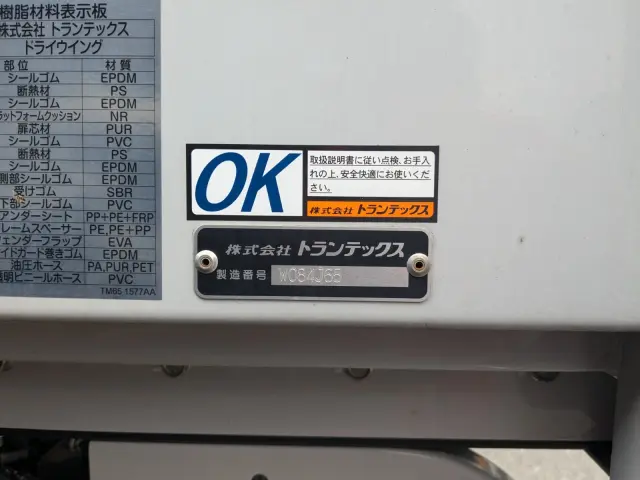 樹脂材料表示板
株式会社 トランテックス
ドライウイング
部位 材質
シールゴム EPDM
断熱材 PS
シールゴム EPDM
ラットフォームクッション NR
扉芯材 PUR
シールゴム PVC
断熱材 PS
シールゴム EPDM
側部シールゴム EPDM
受けゴム SBR
下部シールゴム PVC
アンダーシート PP+PE+FRP
レームスペーサー PE,PE+PP
ェンダーフラップ EVA
イドガード巻きゴム EPDM
油圧ホース PA,PUR,PET
透明ビニールホース PVC
TM65 1577AA
OK
取扱説明書に従い点検、お手入
れの上、安全快適にお使いくだ
さい。
株式会社 トランテックス
株式会社 トランテックス
製造番号 W084J65